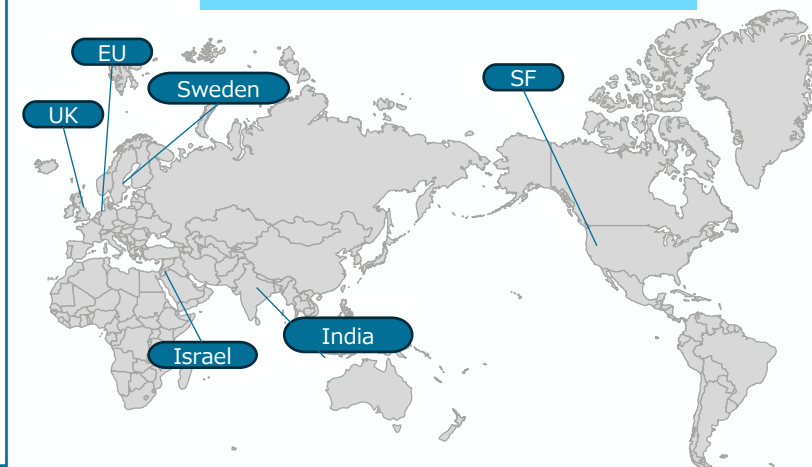 EU
SF
Sweden
UK
India
Israel